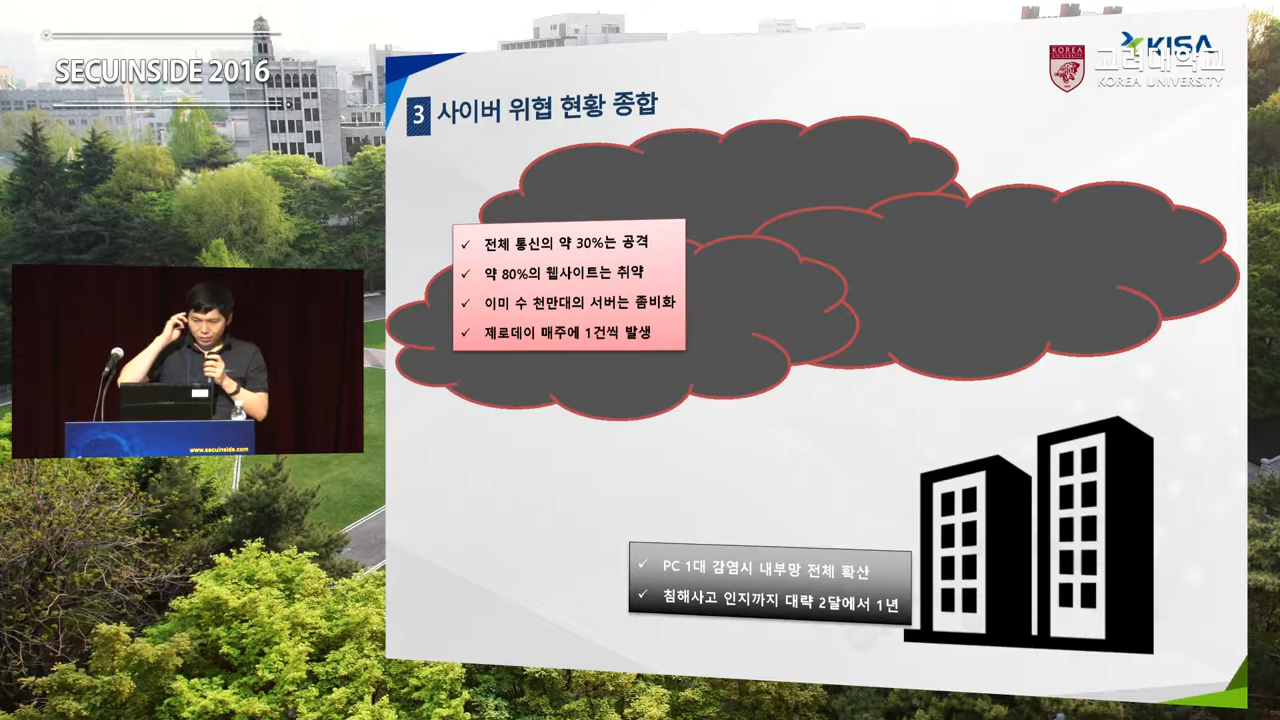 SECUINSIDE 2016
KISA
KOREA
UNIVERSITY
고려대학교
KOREA UNIVERSITY
3 사이버 위협 현황 종합
✓ 전체 통신의 약 30%는 공격
✓ 약 80%의 웹사이트는 취약
✓ 이미 수 천만대의 서버는 좀비화
✓ 제로데이 매주에 1건씩 발생
www.secuinside.com
✓ PC 1대 감염시 내부망 전체 확산
✓ 침해사고 인지까지 대략 2달에서 1년